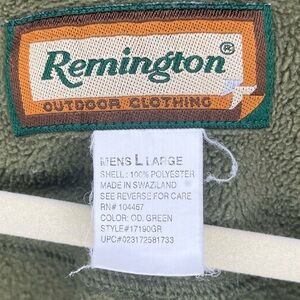 Remington®
OUTDOOR CLOTHING
MENS L LARGE
SHELL: 100% POLYESTER
MADE IN SWAZILAND
SEE REVERSE FOR CARE
RN# 104467
COLOR: OD. GREEN
STYLE#17190GR
UPC#023172581733